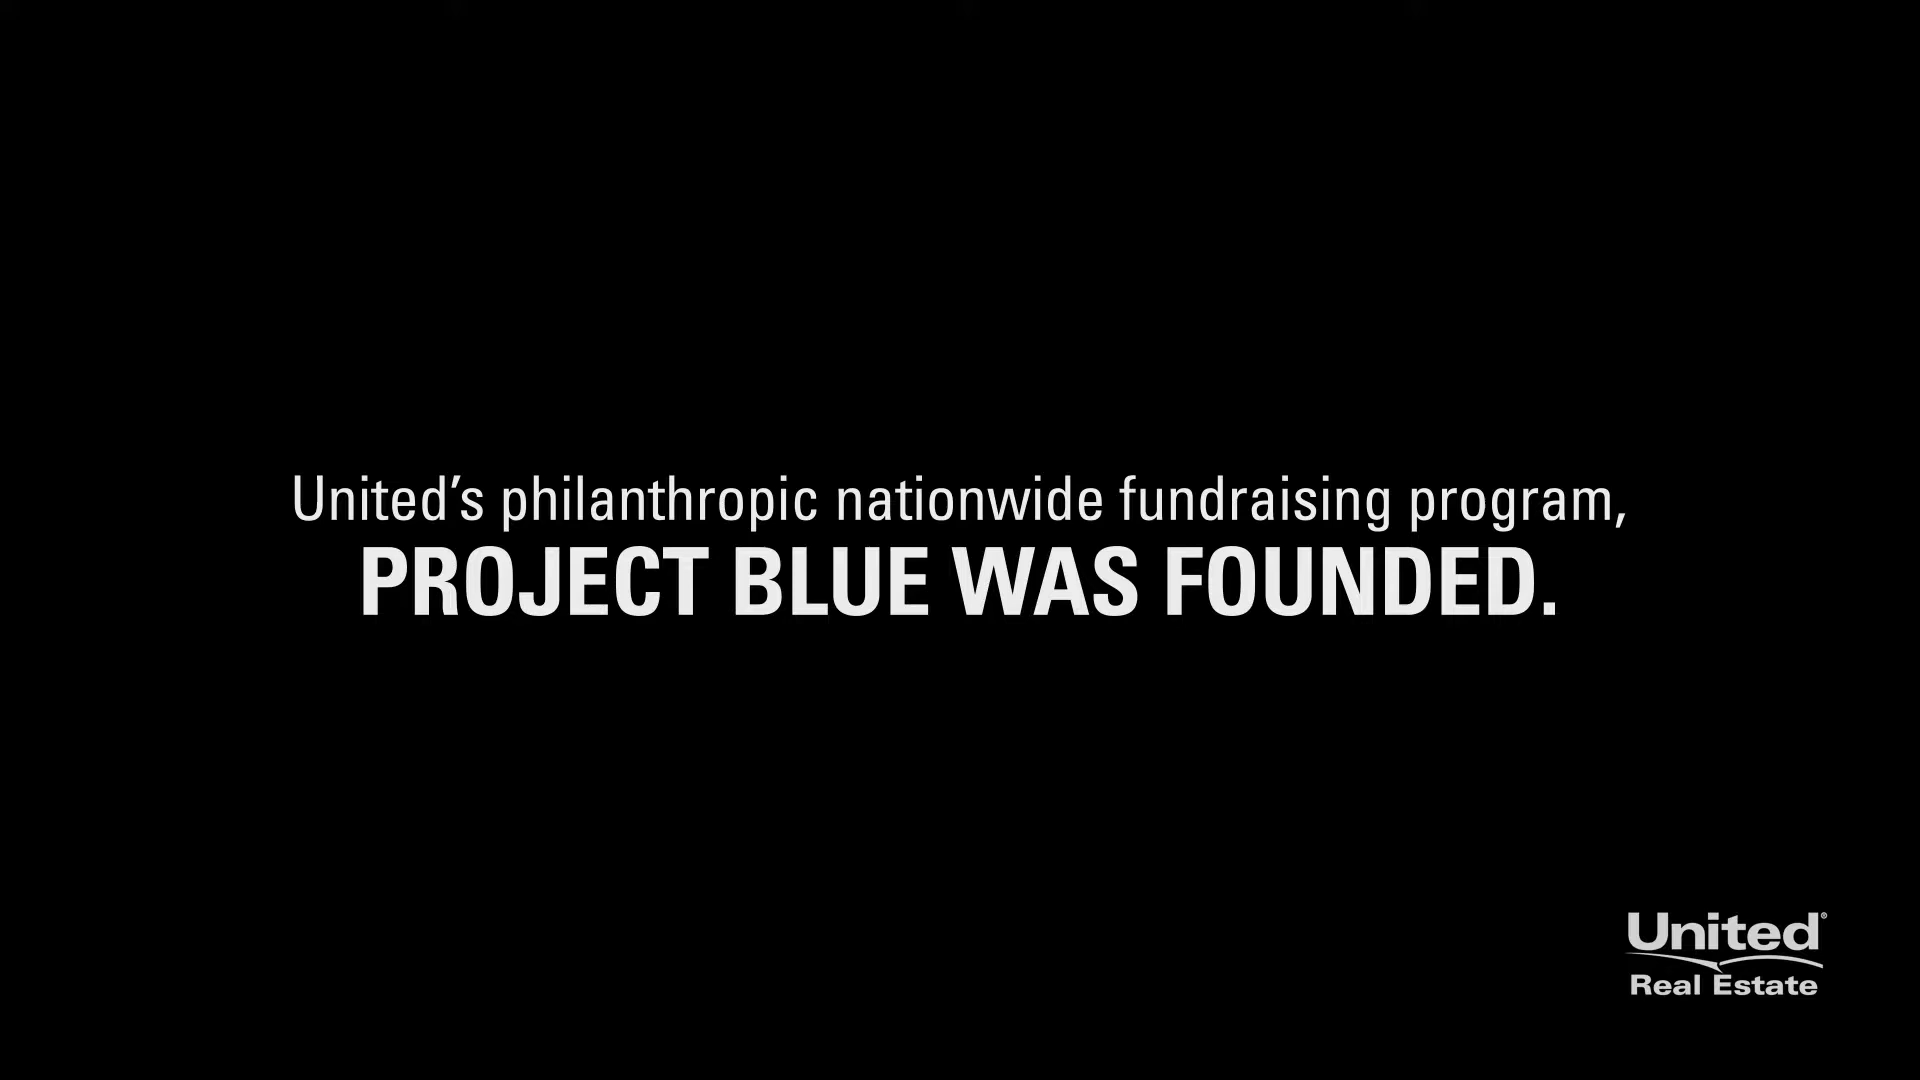 United’s philanthropic nationwide fundraising program,
PROJECT BLUE WAS FOUNDED.
United®
Real Estate